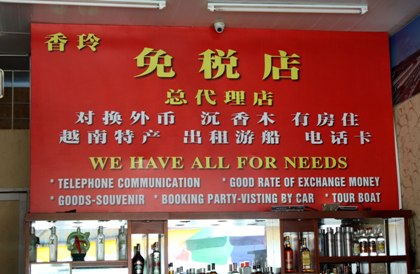 香玲
免税店
总代理店
对换外币 沉香木 有房住
越南特产 出租游船 电话卡
WE HAVE ALL FOR NEEDS
* TELEPHONE COMMUNICATION * GOOD RATE OF EXCHANGE MONEY
* GOODS-SOUVENIR * BOOKING PARTY-VISTING BY CAR * TOUR BOAT